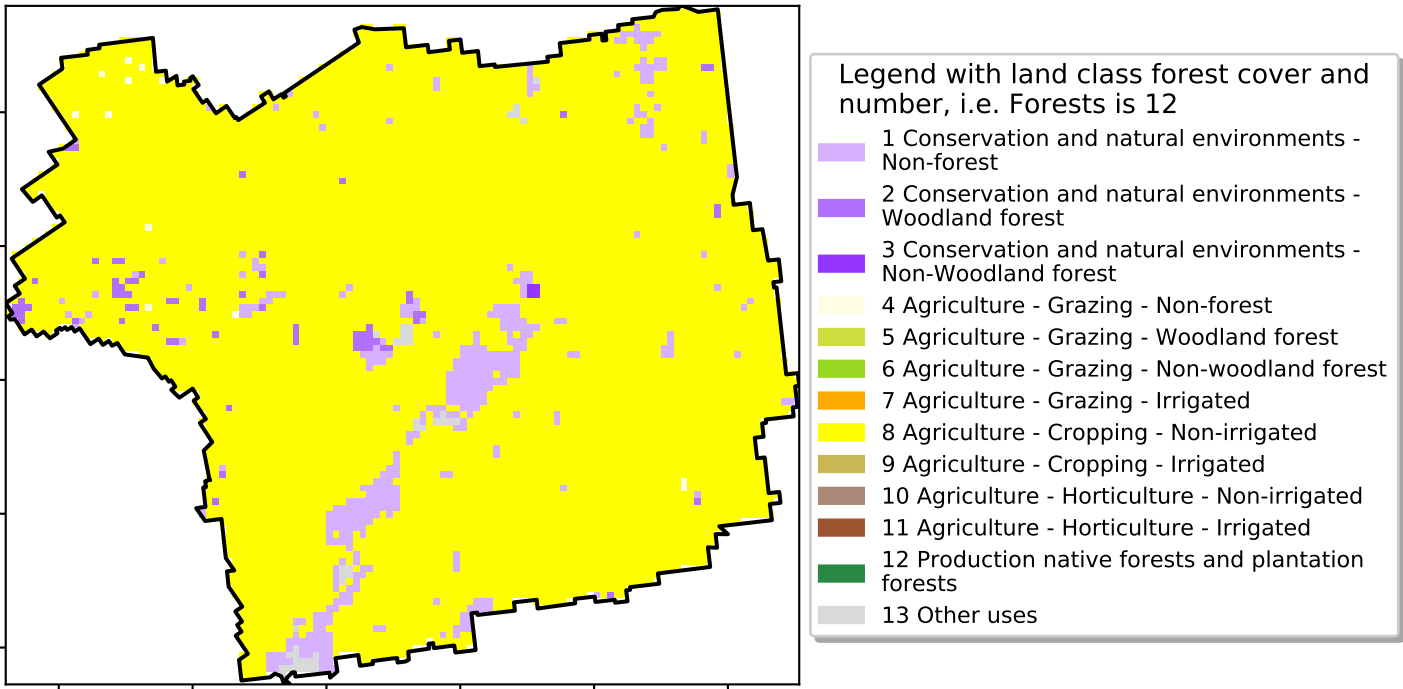 Legend with land class forest cover and
number, i.e. Forests is 12
1 Conservation and natural environments -
Non-forest
2 Conservation and natural environments -
Woodland forest
3 Conservation and natural environments -
Non-Woodland forest
4 Agriculture - Grazing - Non-forest
5 Agriculture - Grazing - Woodland forest
6 Agriculture - Grazing - Non-woodland forest
7 Agriculture - Grazing - Irrigated
8 Agriculture - Cropping - Non-irrigated
9 Agriculture - Cropping - Irrigated
10 Agriculture - Horticulture - Non-irrigated
11 Agriculture - Horticulture - Irrigated
12 Production native forests and plantation
forests
13 Other uses